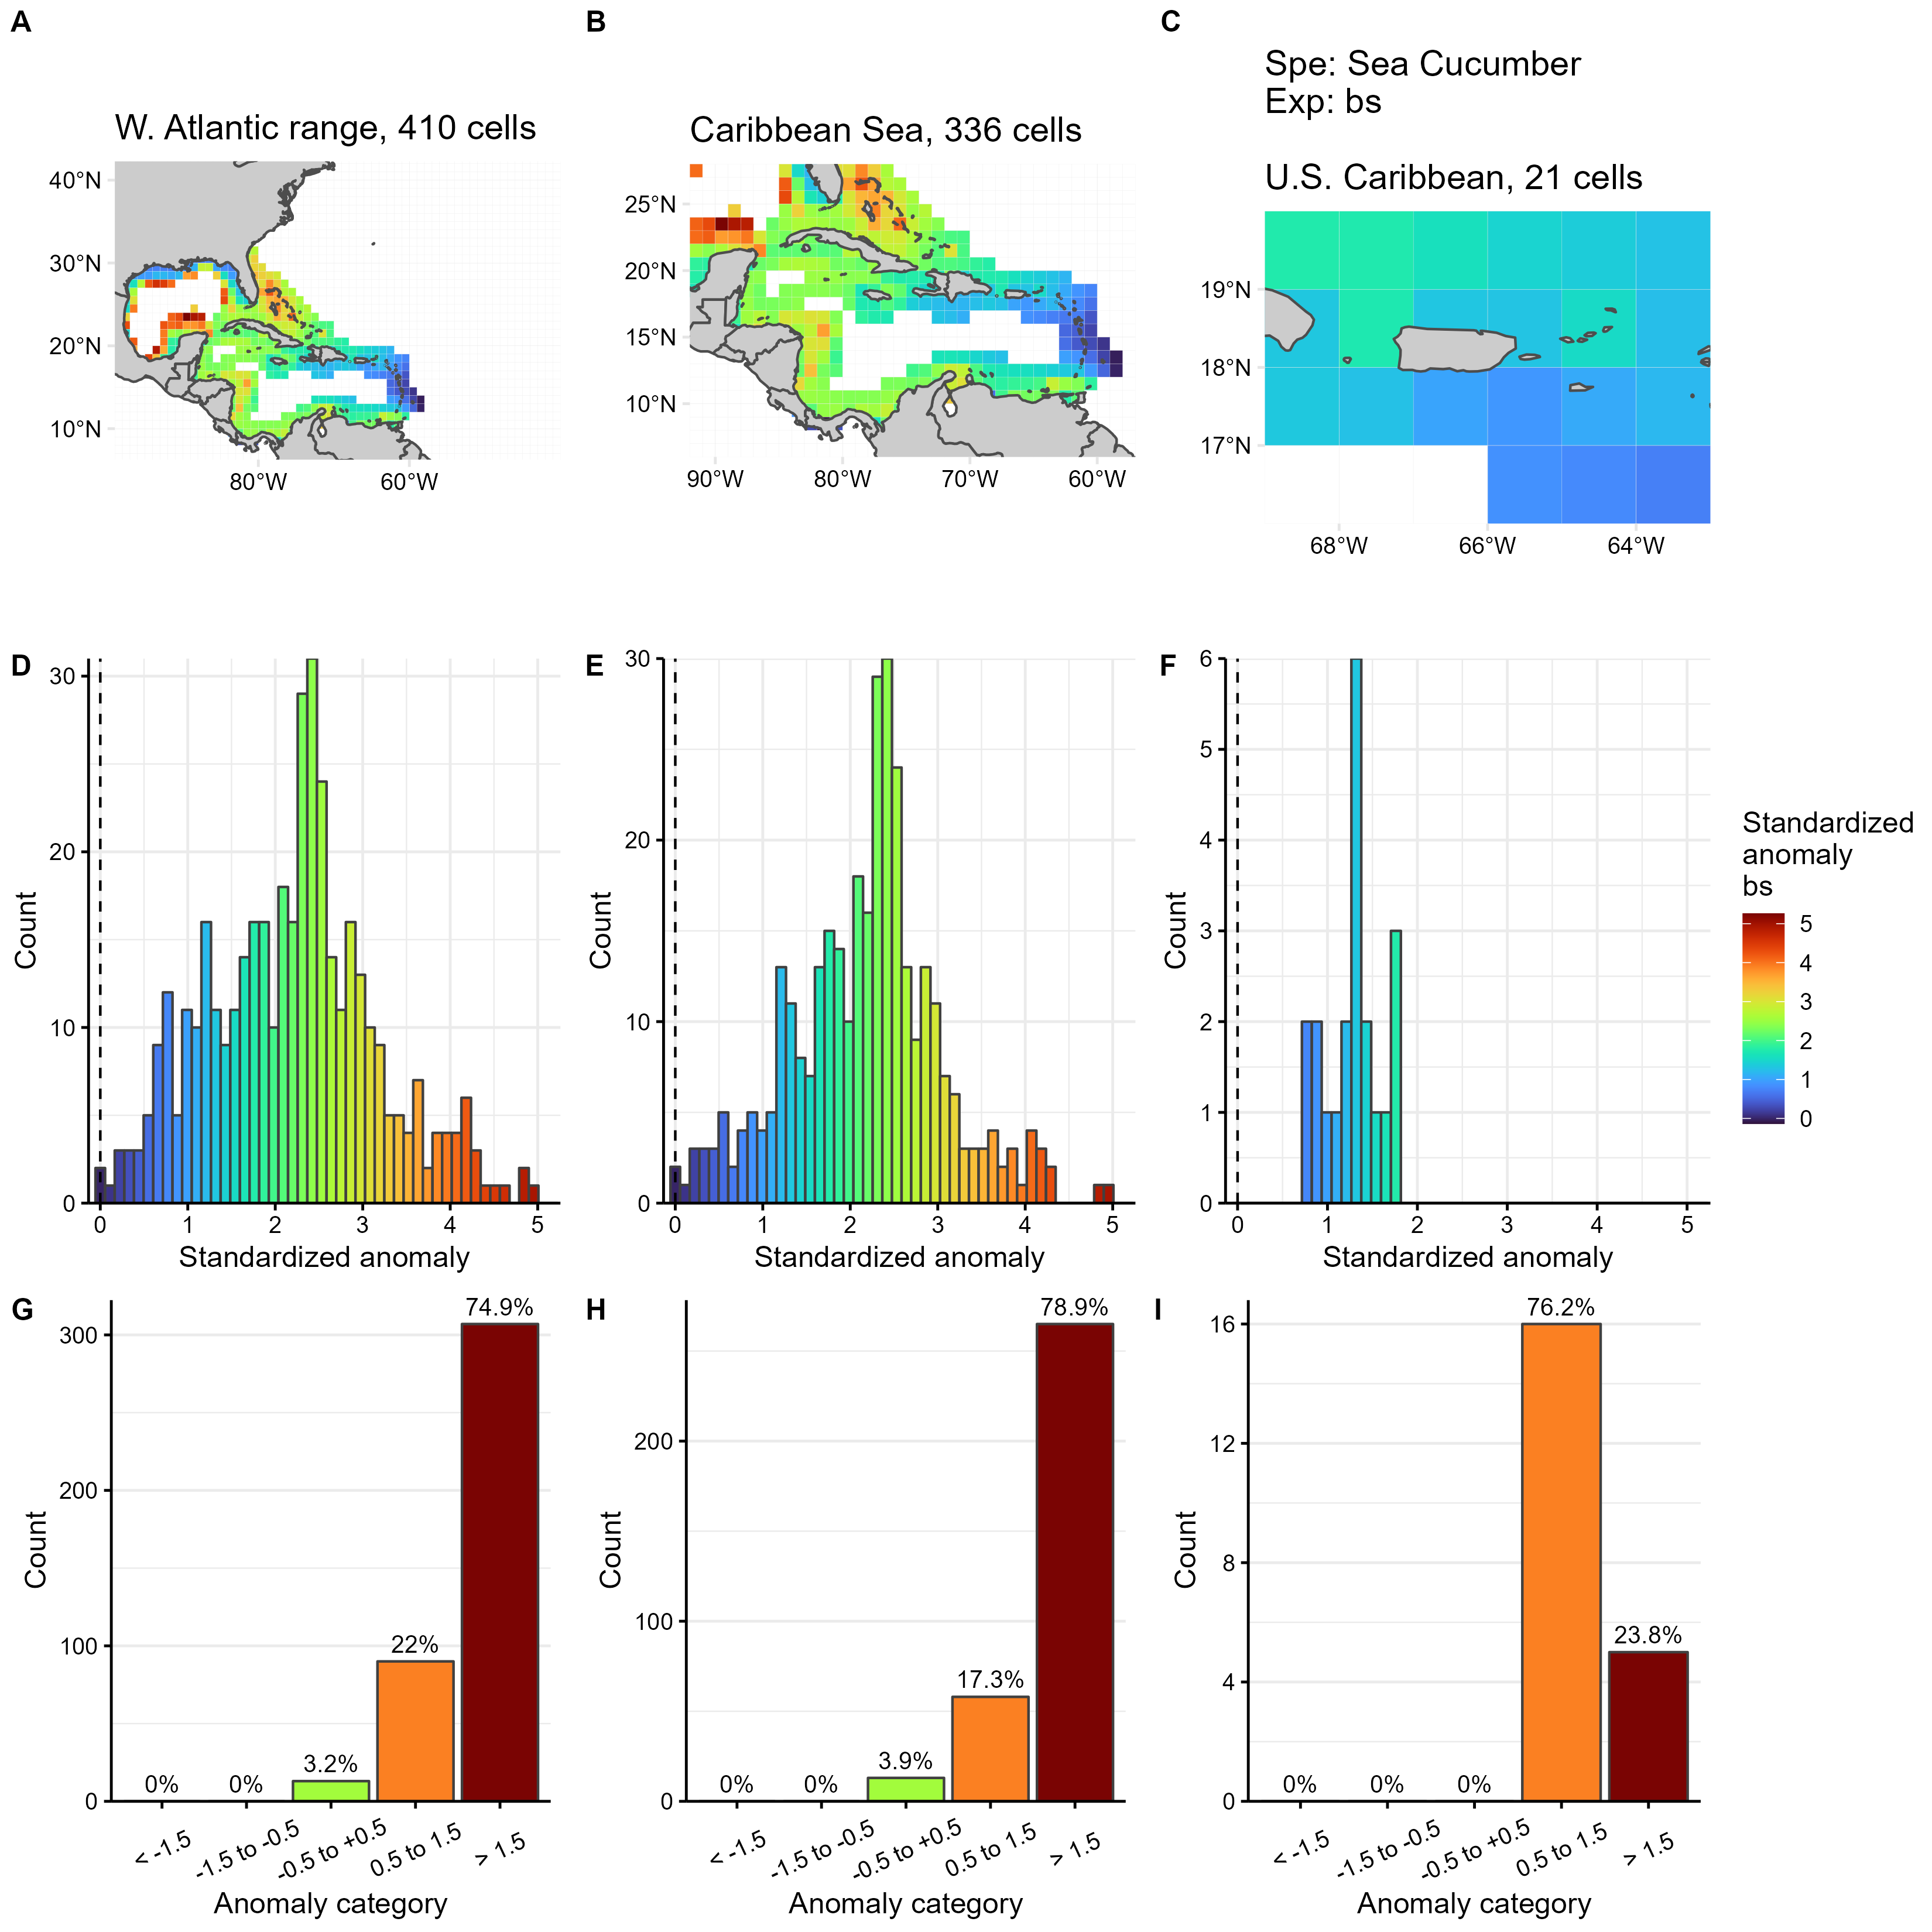 A
B
C
Spe: Sea Cucumber
Exp: bs
W. Atlantic range, 410 cells
Caribbean Sea, 336 cells
U.S. Caribbean, 21 cells
40°N
30°N
20°N
10°N
80°W
60°W
25°N
20°N
15°N
10°N
90°W
80°W
70°W
60°W
19°N
18°N
17°N
68°W
66°W
64°W
D
30
20
10
0
Count
0
1
2
3
4
5
Standardized anomaly
E
30
20
10
0
Count
0
1
2
3
4
5
Standardized anomaly
F
6
5
4
3
2
1
0
Count
0
1
2
3
4
5
Standardized anomaly
Standardized
anomaly
bs
5
4
3
2
1
0
G
300
200
100
0
Count
0%
0%
3.2%
22%
74.9%
< -1.5
-1.5 to -0.5
-0.5 to +0.5
0.5 to 1.5
> 1.5
Anomaly category
H
200
100
0
Count
0%
0%
3.9%
17.3%
78.9%
< -1.5
-1.5 to -0.5
-0.5 to +0.5
0.5 to 1.5
> 1.5
Anomaly category
I
16
12
8
4
0
Count
0%
0%
0%
76.2%
23.8%
< -1.5
-1.5 to -0.5
-0.5 to +0.5
0.5 to 1.5
> 1.5
Anomaly category